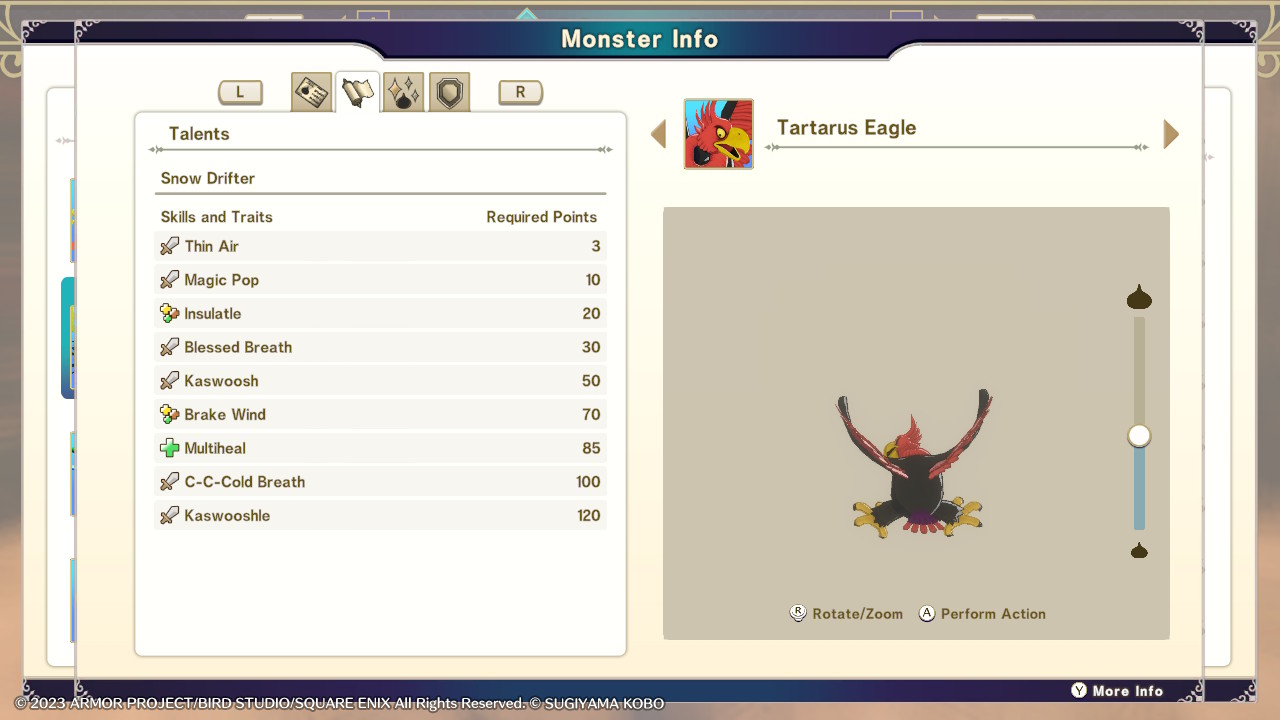 Monster Info
L
R
Talents
Snow Drifter
Skills and Traits Required Points
Thin Air 3
Magic Pop 10
Insulatle 20
Blessed Breath 30
Kaswoosh 50
Brake Wind 70
Multiheal 85
C-C-Cold Breath 100
Kaswooshle 120
Tartarus Eagle
R Rotate/Zoom A Perform Action
Y More Info
© 2023 ARMOR PROJECT/BIRD STUDIO/SQUARE ENIX All Rights Reserved. © SUGIYAMA KOBO